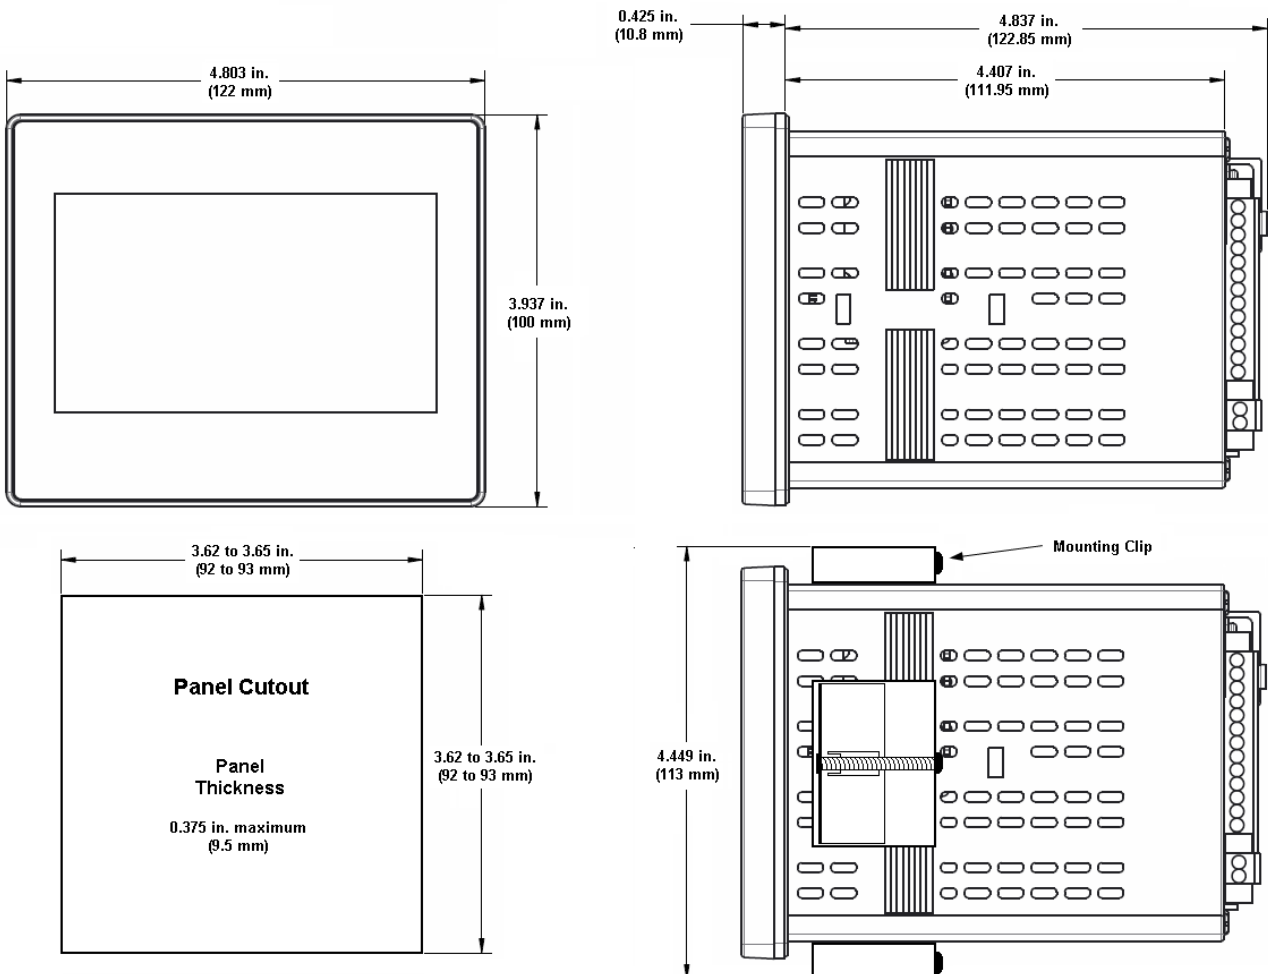 0.425 in.
(10.8 mm)
4.837 in.
(122.85 mm)
4.803 in.
(122 mm)
4.407 in.
(111.95 mm)
3.937 in.
(100 mm)
3.62 to 3.65 in.
(92 to 93 mm)
Mounting Clip
Panel Cutout
Panel
Thickness
0.375 in. maximum
(9.5 mm)
3.62 to 3.65 in.
(92 to 93 mm)
4.449 in.
(113 mm)